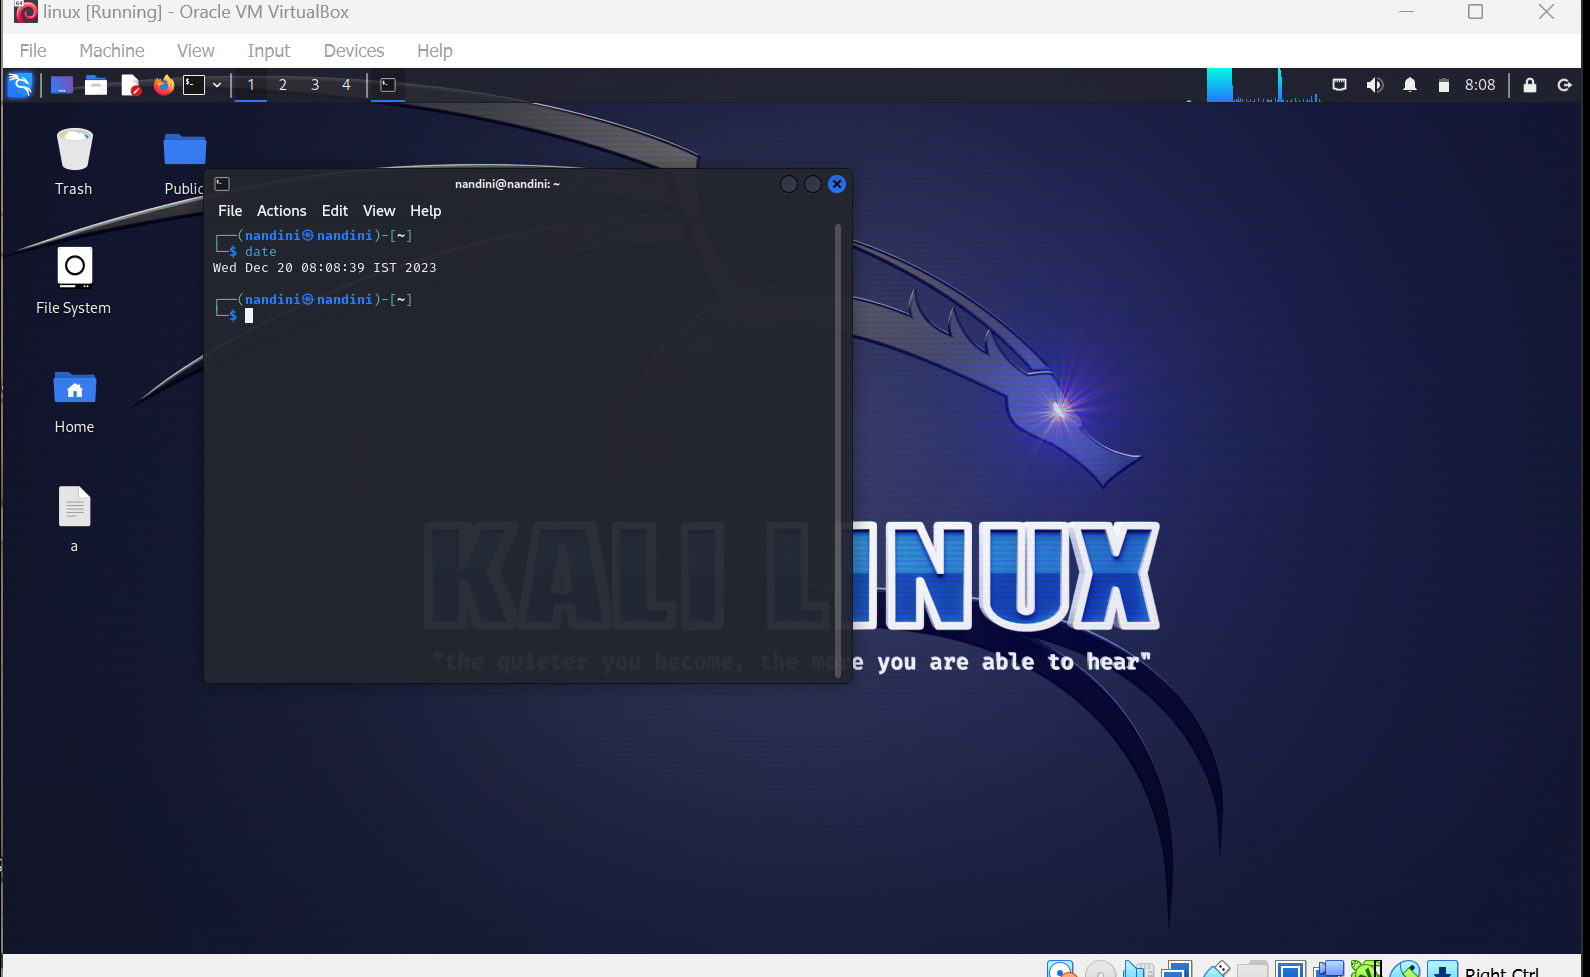 linux [Running] - Oracle VM VirtualBox
File Machine View Input Devices Help
1 2 3 4 8:08
Trash
Public
File System
Home
a
nandini@nandini: ~
File Actions Edit View Help
┌──(nandini㉿nandini)-[~]
└─$ date
Wed Dec 20 08:08:39 IST 2023
┌──(nandini㉿nandini)-[~]
└─$
KALI LINUX
"the quieter you become, the more you are able to hear"
Right Ctrl